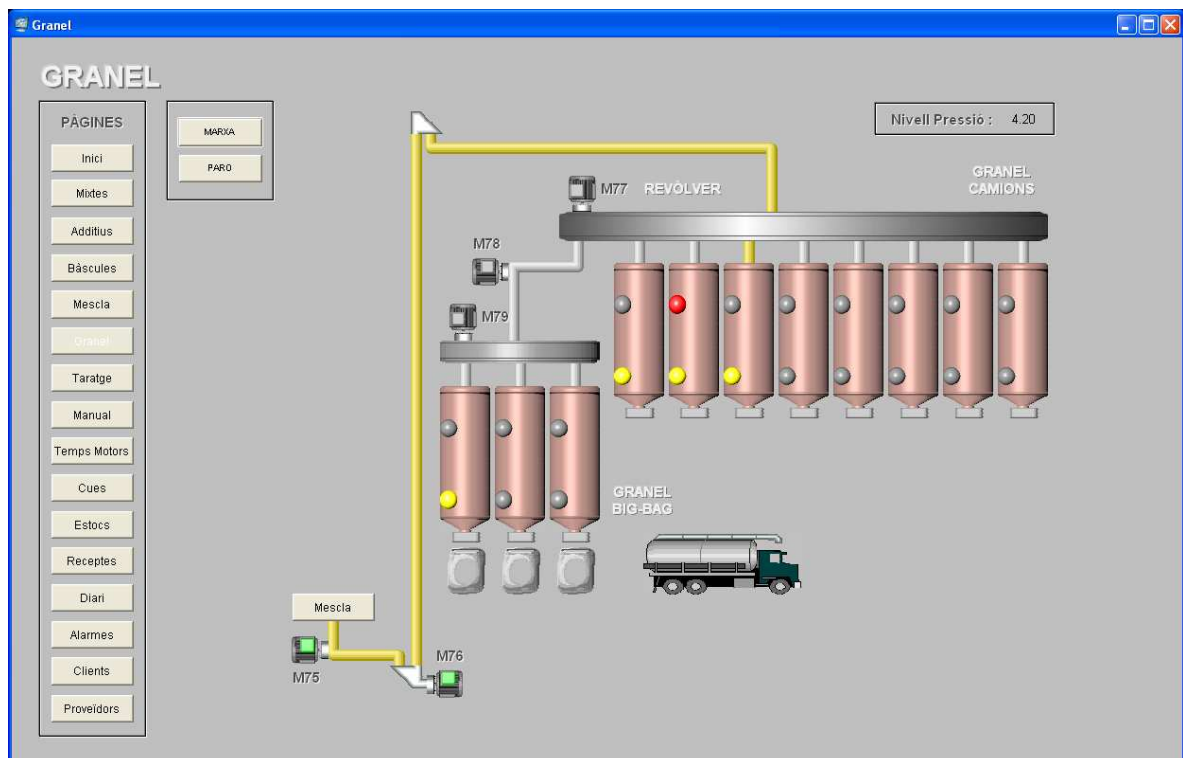 Granel
GRANEL
PÀGINES
Inici
Mixtes
Additius
Bàscules
Mescla
Granel
Taratge
Manual
Temps Motors
Cues
Estocs
Receptes
Diari
Alarmes
Clients
Proveïdors
MARXA
PARO
Nivell Pressió : 4.20
M77
REVÒLVER
GRANEL
CAMIONS
M78
M79
GRANEL
BIG-BAG
Mescla
M75
M76